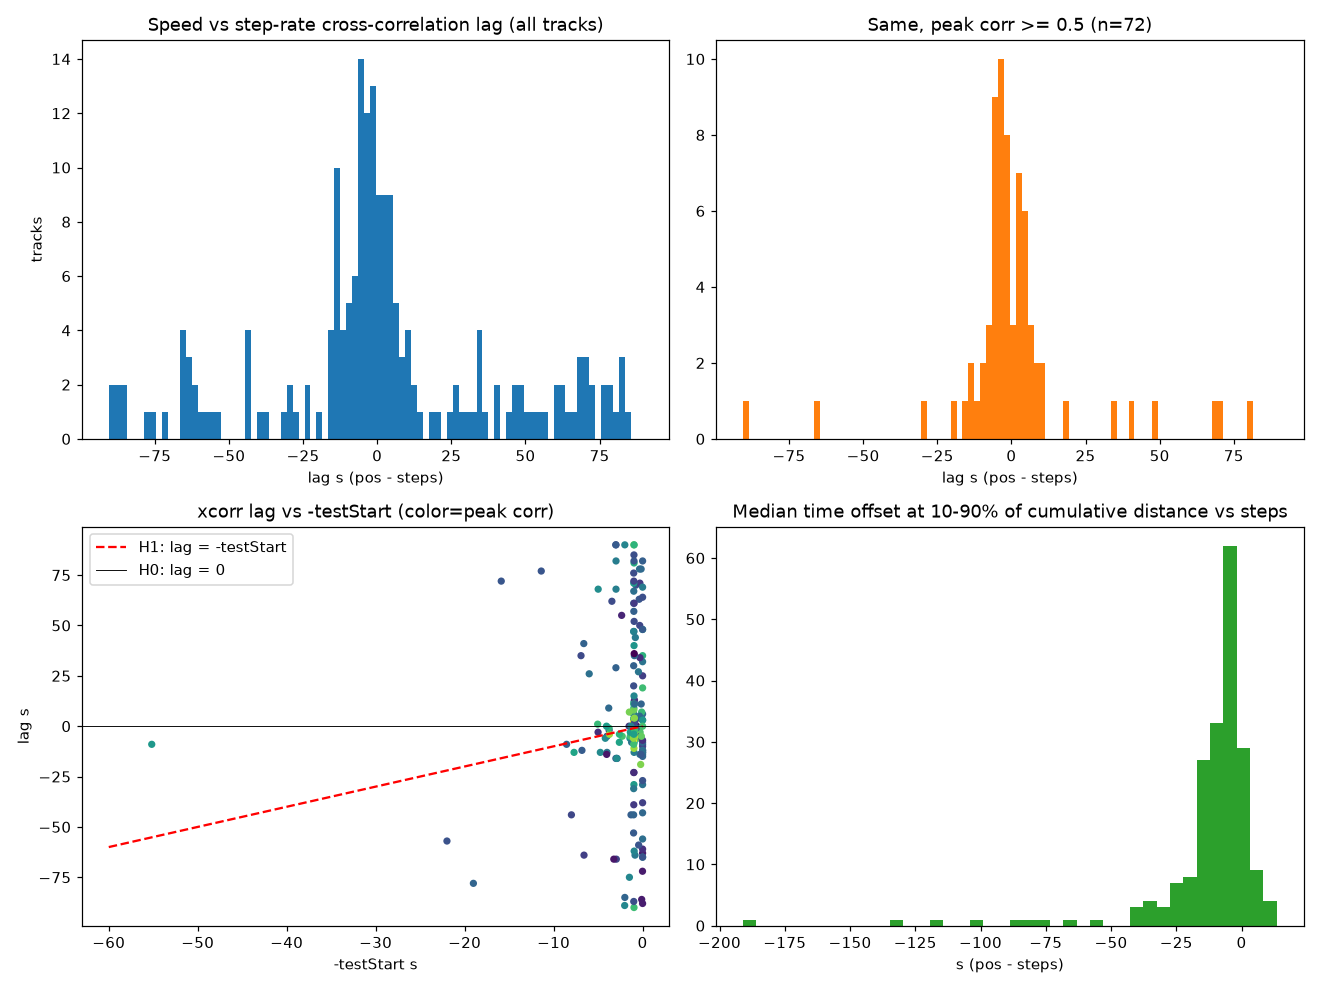 Speed vs step-rate cross-correlation lag (all tracks)
14
12
10
8
6
4
2
0
tracks
−75 −50 −25 0 25 50 75
lag s (pos - steps)
Same, peak corr >= 0.5 (n=72)
10
8
6
4
2
0
−75 −50 −25 0 25 50 75
lag s (pos - steps)
xcorr lag vs -testStart (color=peak corr)
H1: lag = -testStart
H0: lag = 0
75
50
25
0
−25
−50
−75
lag s
−60 −50 −40 −30 −20 −10 0
-testStart s
Median time offset at 10-90% of cumulative distance vs steps
60
50
40
30
20
10
0
−200 −175 −150 −125 −100 −75 −50 −25 0
s (pos - steps)